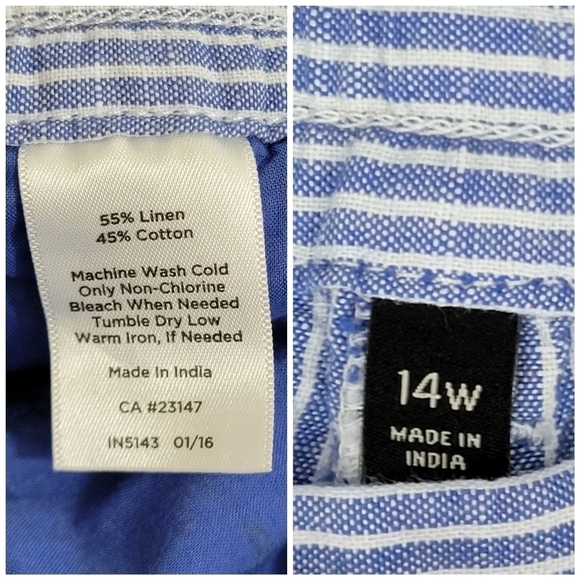 55% Linen
45% Cotton
Machine Wash Cold
Only Non-Chlorine
Bleach When Needed
Tumble Dry Low
Warm Iron, If Needed
Made In India
CA #23147
IN5143 01/16
14W
MADE IN
INDIA